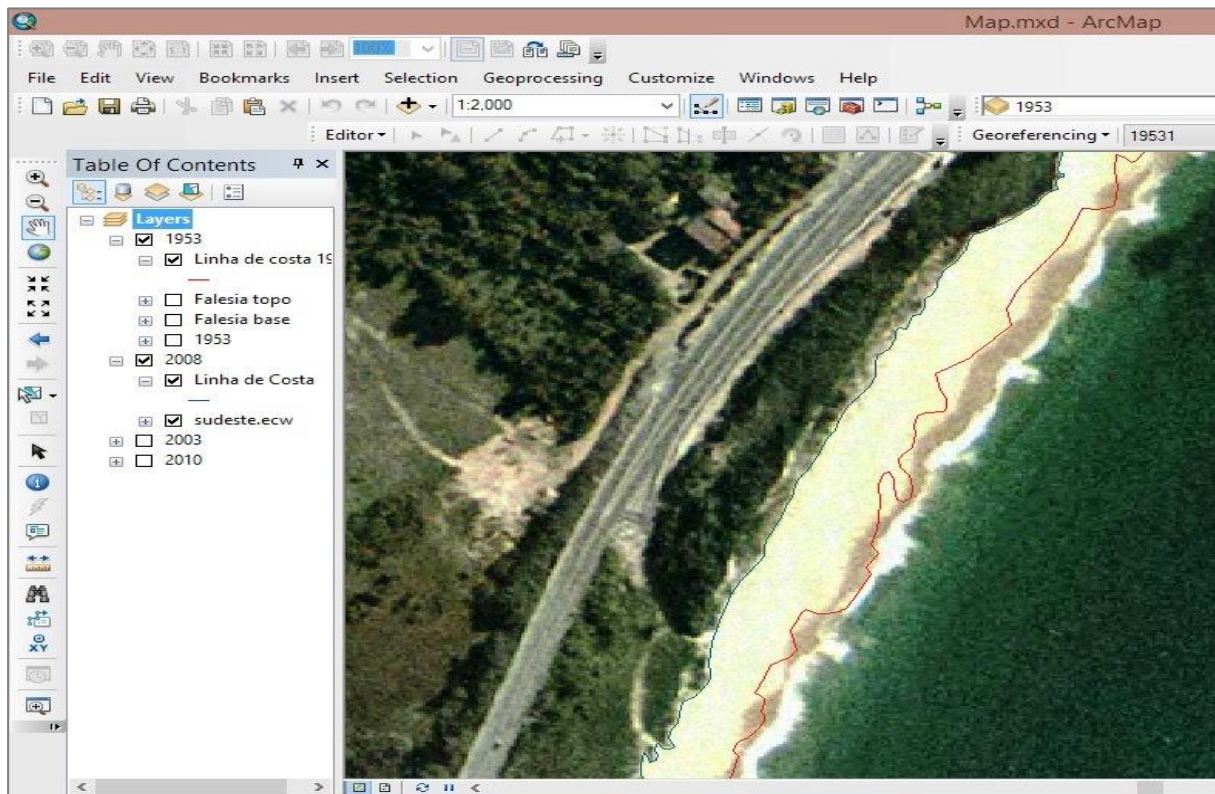 Map.mxd - ArcMap
100%
File Edit View Bookmarks Insert Selection Geoprocessing Customize Windows Help
1:2,000 1953
Editor Georeferencing 19531
Table Of Contents
Layers
1953
Linha de costa 19
Falesia topo
Falesia base
1953
2008
Linha de Costa
sudeste.ecw
2003
2010
XY